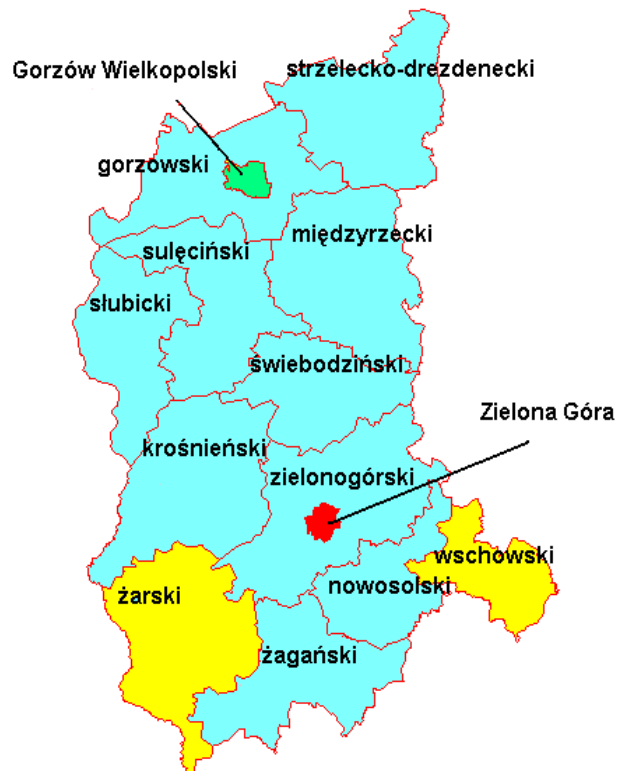 strzelecko-drezdenecki
Gorzów Wielkopolski
gorzowski
międzyrzecki
sulęciński
słubicki
świebodziński
Zielona Góra
krośnieński
zielonogórski
wschowski
nowosolski
żarski
żagański